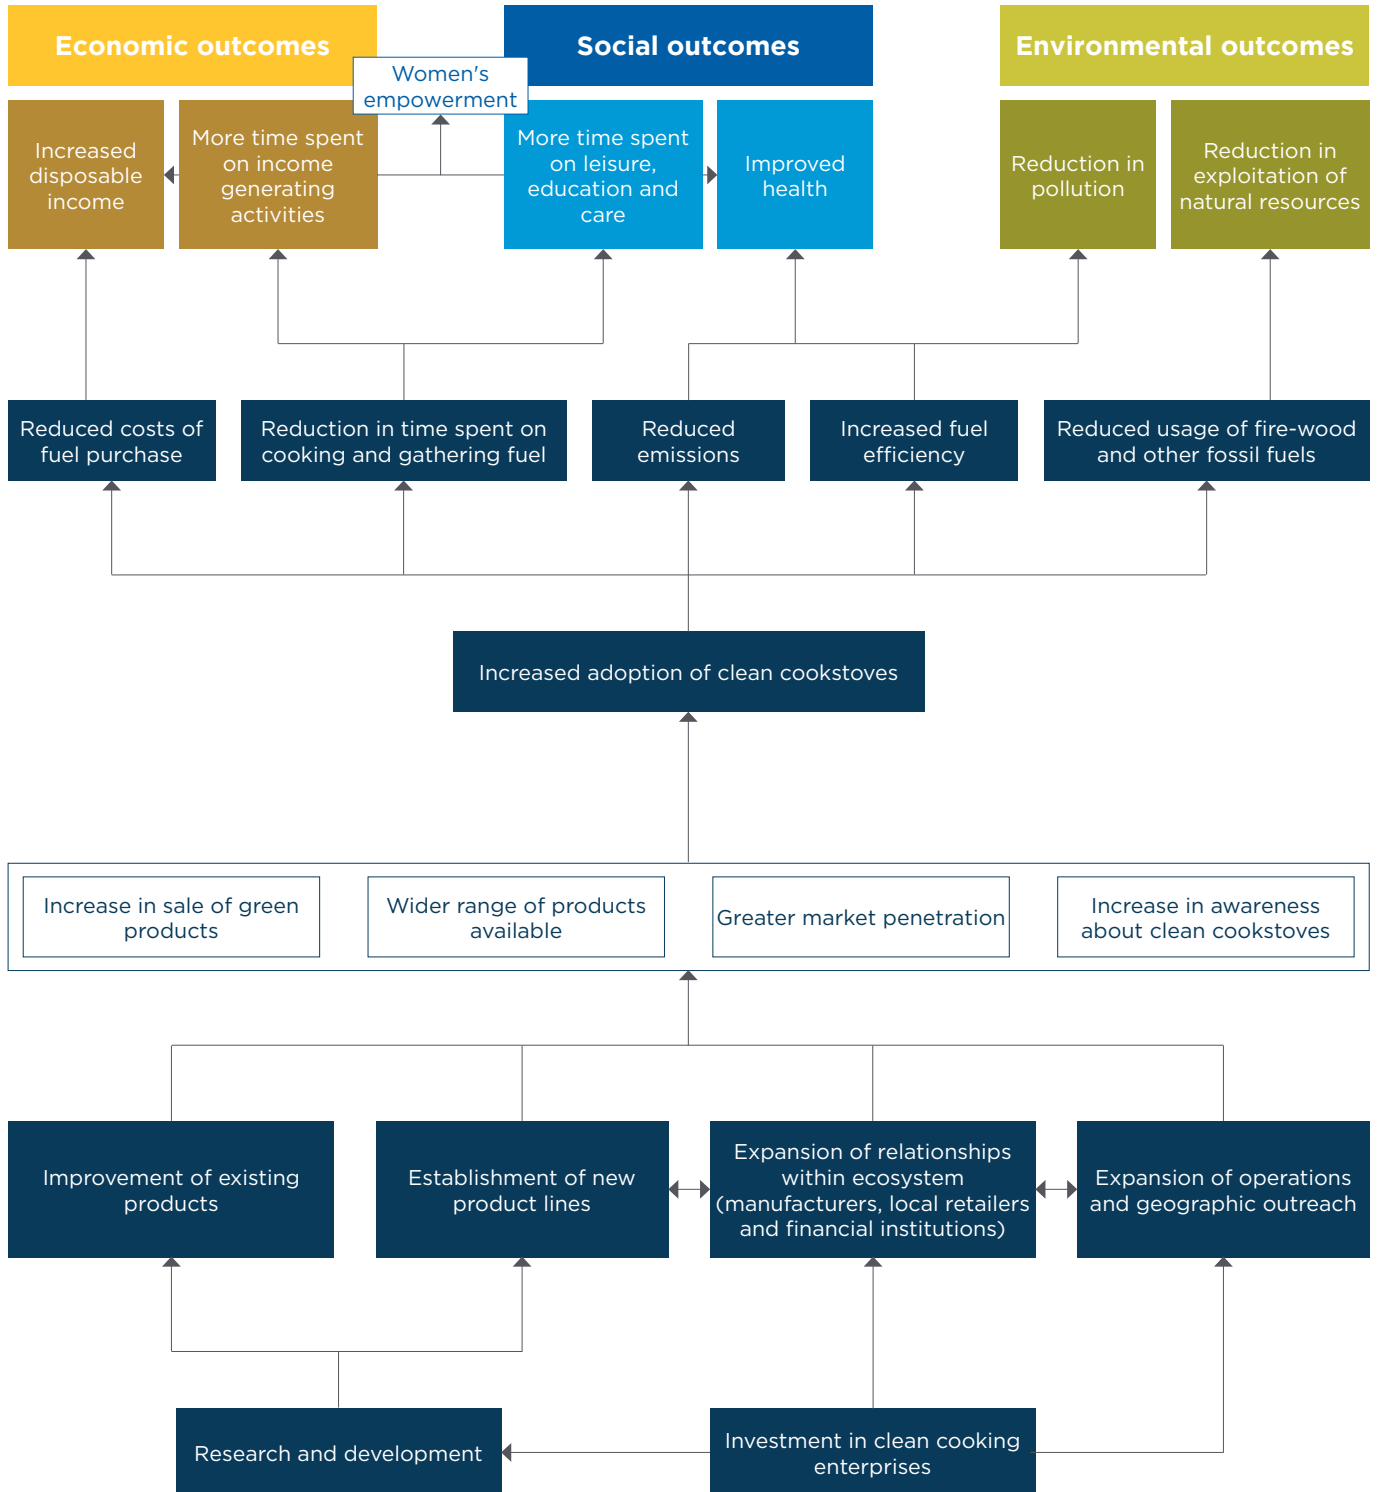 Economic outcomes
Social outcomes
Environmental outcomes
Women's
empowerment
Increased
disposable
income
More time spent
on income
generating
activities
More time spent
on leisure,
education and
care
Improved
health
Reduction in
pollution
Reduction in
exploitation of
natural resources
Reduced costs of
fuel purchase
Reduction in time spent on
cooking and gathering fuel
Reduced
emissions
Increased fuel
efficiency
Reduced usage of fire-wood
and other fossil fuels
Increased adoption of clean cookstoves
Increase in sale of green
products
Wider range of products
available
Greater market penetration
Increase in awareness
about clean cookstoves
Improvement of existing
products
Establishment of new
product lines
Expansion of relationships
within ecosystem
(manufacturers, local retailers
and financial institutions)
Expansion of operations
and geographic outreach
Research and development
Investment in clean cooking
enterprises